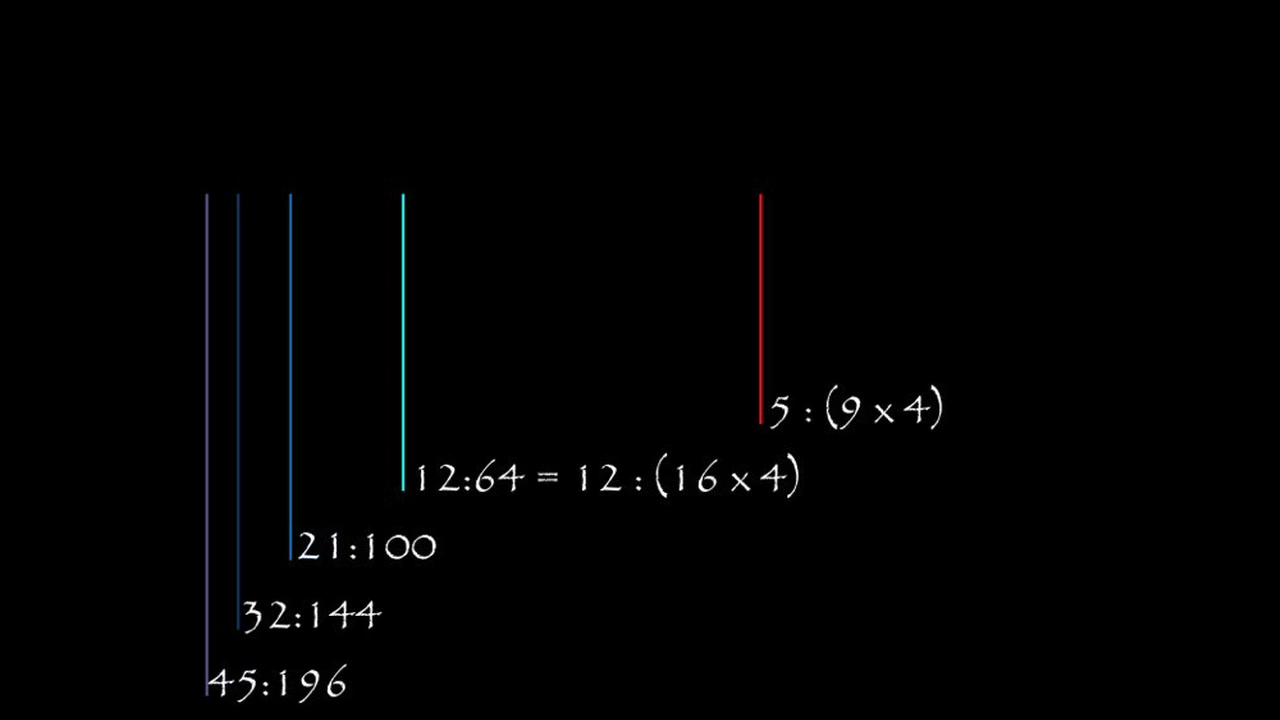 5 : (9 x 4)
12:64 = 12 : (16 x 4)
21:100
32:144
45:196